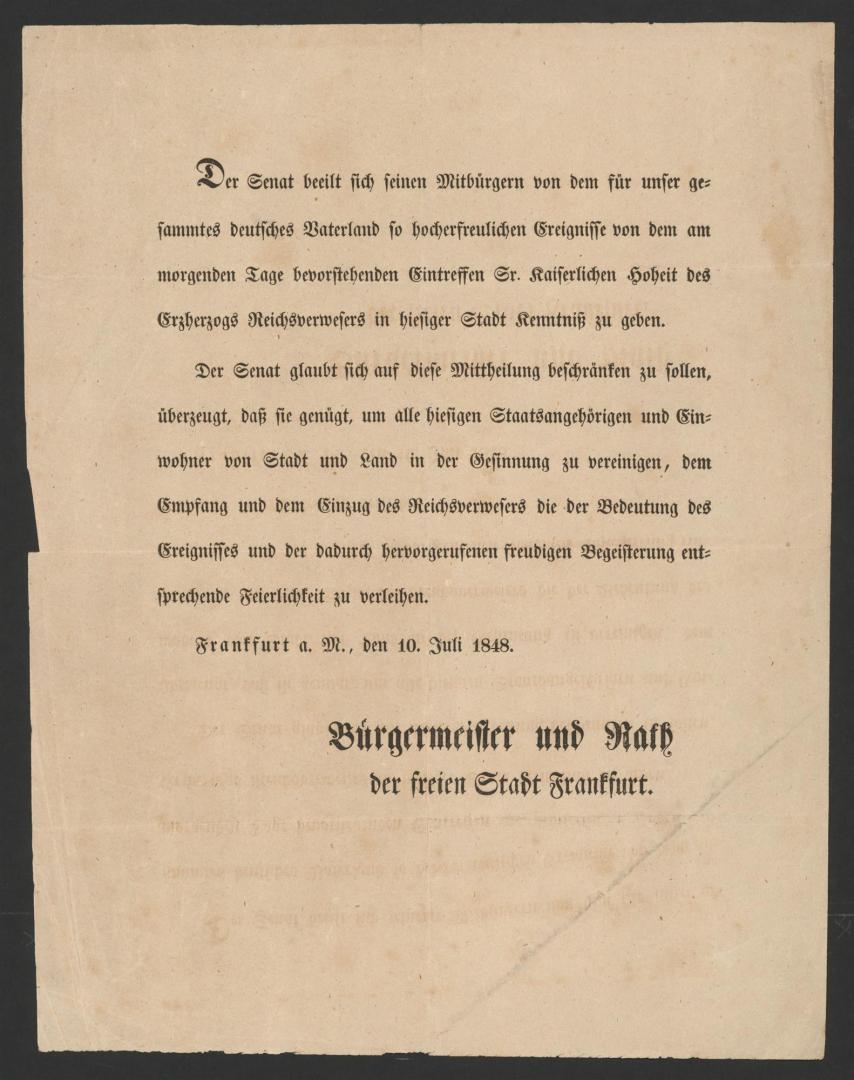 Der Senat beeilt sich seinen Mitbürgern von dem für unser ge-
sammtes deutsches Vaterland so hocherfreulichen Ereignisse von dem am
morgenden Tage bevorstehenden Eintreffen Sr. Kaiserlichen Hoheit des
Erzherzogs Reichsverwesers in hiesiger Stadt Kenntniß zu geben.
Der Senat glaubt sich auf diese Mittheilung beschränken zu sollen,
überzeugt, daß sie genügt, um alle hiesigen Staatsangehörigen und Ein-
wohner von Stadt und Land in der Gesinnung zu vereinigen, dem
Empfang und dem Einzug des Reichsverwesers die der Bedeutung des
Ereignisses und der dadurch hervorgerufenen freudigen Begeisterung ent-
sprechende Feierlichkeit zu verleihen.
Frankfurt a. M., den 10. Juli 1848.
Bürgermeister und Rath
der freien Stadt Frankfurt.